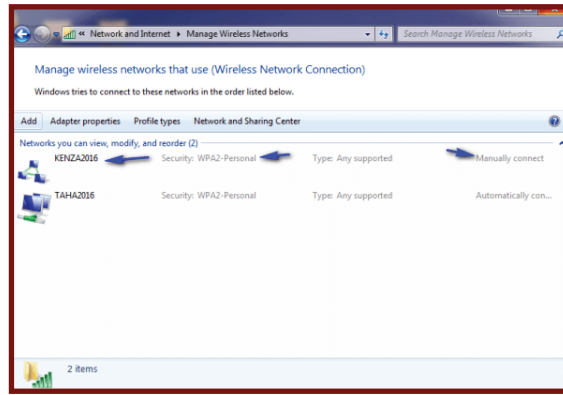 « Network and Internet ▸ Manage Wireless Networks Search Manage Wireless Networks
Manage wireless networks that use (Wireless Network Connection)
Windows tries to connect to these networks in the order listed below.
Add Adapter properties Profile types Network and Sharing Center
Networks you can view, modify, and reorder (2)
KENZA2016 Security: WPA2-Personal Type: Any supported Manually connect
TAHA2016 Security: WPA2-Personal Type: Any supported Automatically con...
2 items